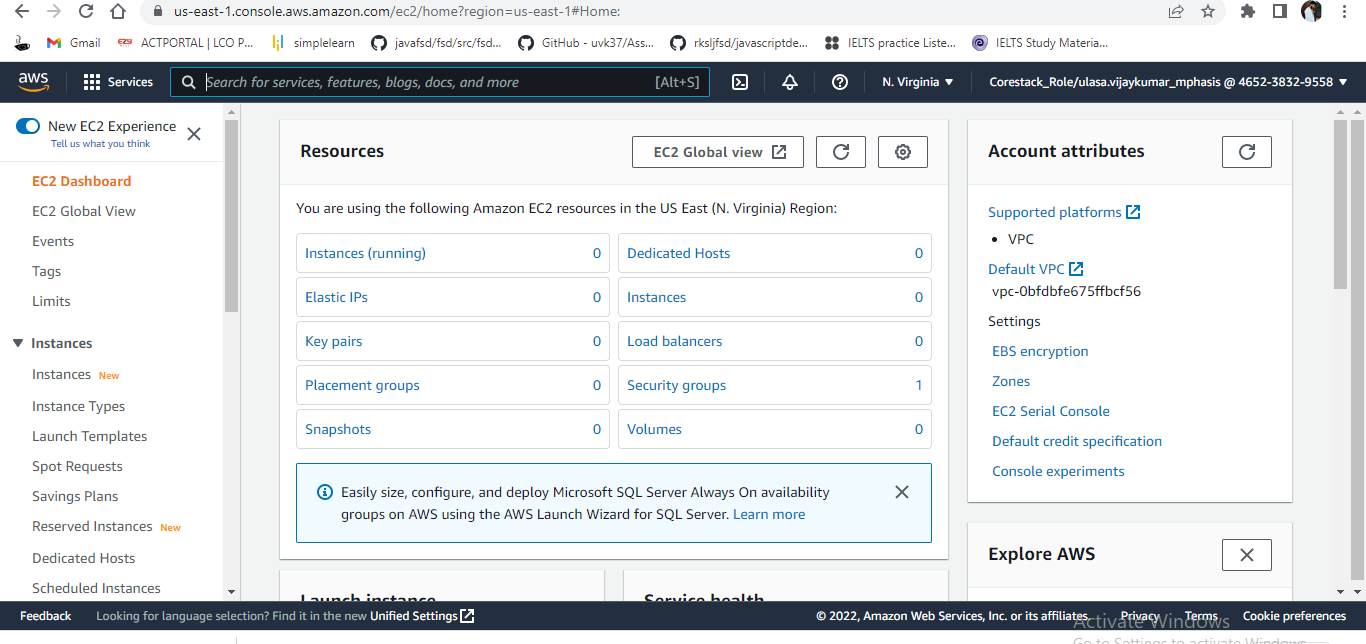 us-east-1.console.aws.amazon.com/ec2/home?region=us-east-1#Home:
Gmail
ACTPORTAL | LCO P...
simplelearn
javafsd/fsd/src/fsd...
GitHub - uvk37/Ass...
rksljfsd/javascriptde...
IELTS practice Liste...
IELTS Study Materia...
aws
Services
Search for services, features, blogs, docs, and more
[Alt+S]
N. Virginia
Corestack_Role/ulasa.vijaykumar_mphasis @ 4652-3832-9558
New EC2 Experience
Tell us what you think
EC2 Dashboard
EC2 Global View
Events
Tags
Limits
Instances
Instances New
Instance Types
Launch Templates
Spot Requests
Savings Plans
Reserved Instances New
Dedicated Hosts
Scheduled Instances
Resources
EC2 Global view
You are using the following Amazon EC2 resources in the US East (N. Virginia) Region:
Instances (running) 0
Dedicated Hosts 0
Elastic IPs 0
Instances 0
Key pairs 0
Load balancers 0
Placement groups 0
Security groups 1
Snapshots 0
Volumes 0
Easily size, configure, and deploy Microsoft SQL Server Always On availability
groups on AWS using the AWS Launch Wizard for SQL Server. Learn more
Launch instance
Service health
Account attributes
Supported platforms
• VPC
Default VPC
vpc-0bfdbfe675ffbcf56
Settings
EBS encryption
Zones
EC2 Serial Console
Default credit specification
Console experiments
Explore AWS
Feedback
Looking for language selection? Find it in the new Unified Settings
© 2022, Amazon Web Services, Inc. or its affiliates.
Privacy
Terms
Cookie preferences
Activate Windows
Go to Settings to activate Windows.